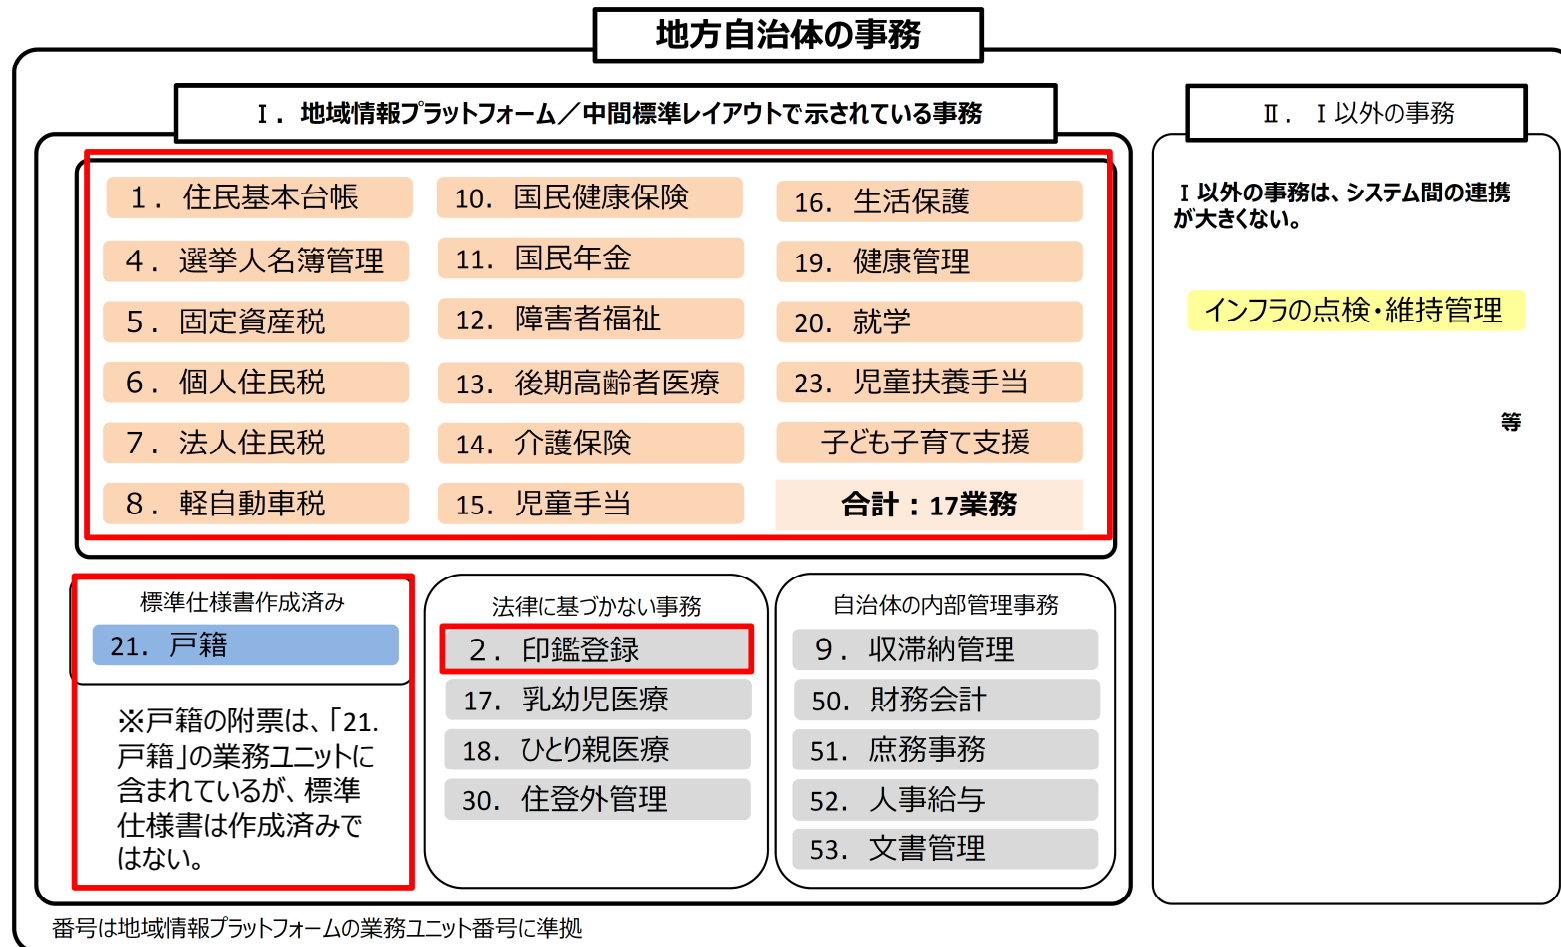 地方自治体の事務
Ⅰ．地域情報プラットフォーム／中間標準レイアウトで示されている事務
１．住民基本台帳
４．選挙人名簿管理
５．固定資産税
６．個人住民税
７．法人住民税
８．軽自動車税
10．国民健康保険
11．国民年金
12．障害者福祉
13．後期高齢者医療
14．介護保険
15．児童手当
16．生活保護
19．健康管理
20．就学
23．児童扶養手当
子ども子育て支援
合計：17業務
標準仕様書作成済み
21．戸籍
※戸籍の附票は、「21.
戸籍」の業務ユニットに
含まれているが、標準
仕様書は作成済みで
はない。
法律に基づかない事務
２．印鑑登録
17．乳幼児医療
18．ひとり親医療
30．住登外管理
自治体の内部管理事務
９．収滞納管理
50．財務会計
51．庶務事務
52．人事給与
53．文書管理
Ⅱ．Ⅰ以外の事務
Ⅰ以外の事務は、システム間の連携
が大きくない。
インフラの点検・維持管理
等
番号は地域情報プラットフォームの業務ユニット番号に準拠